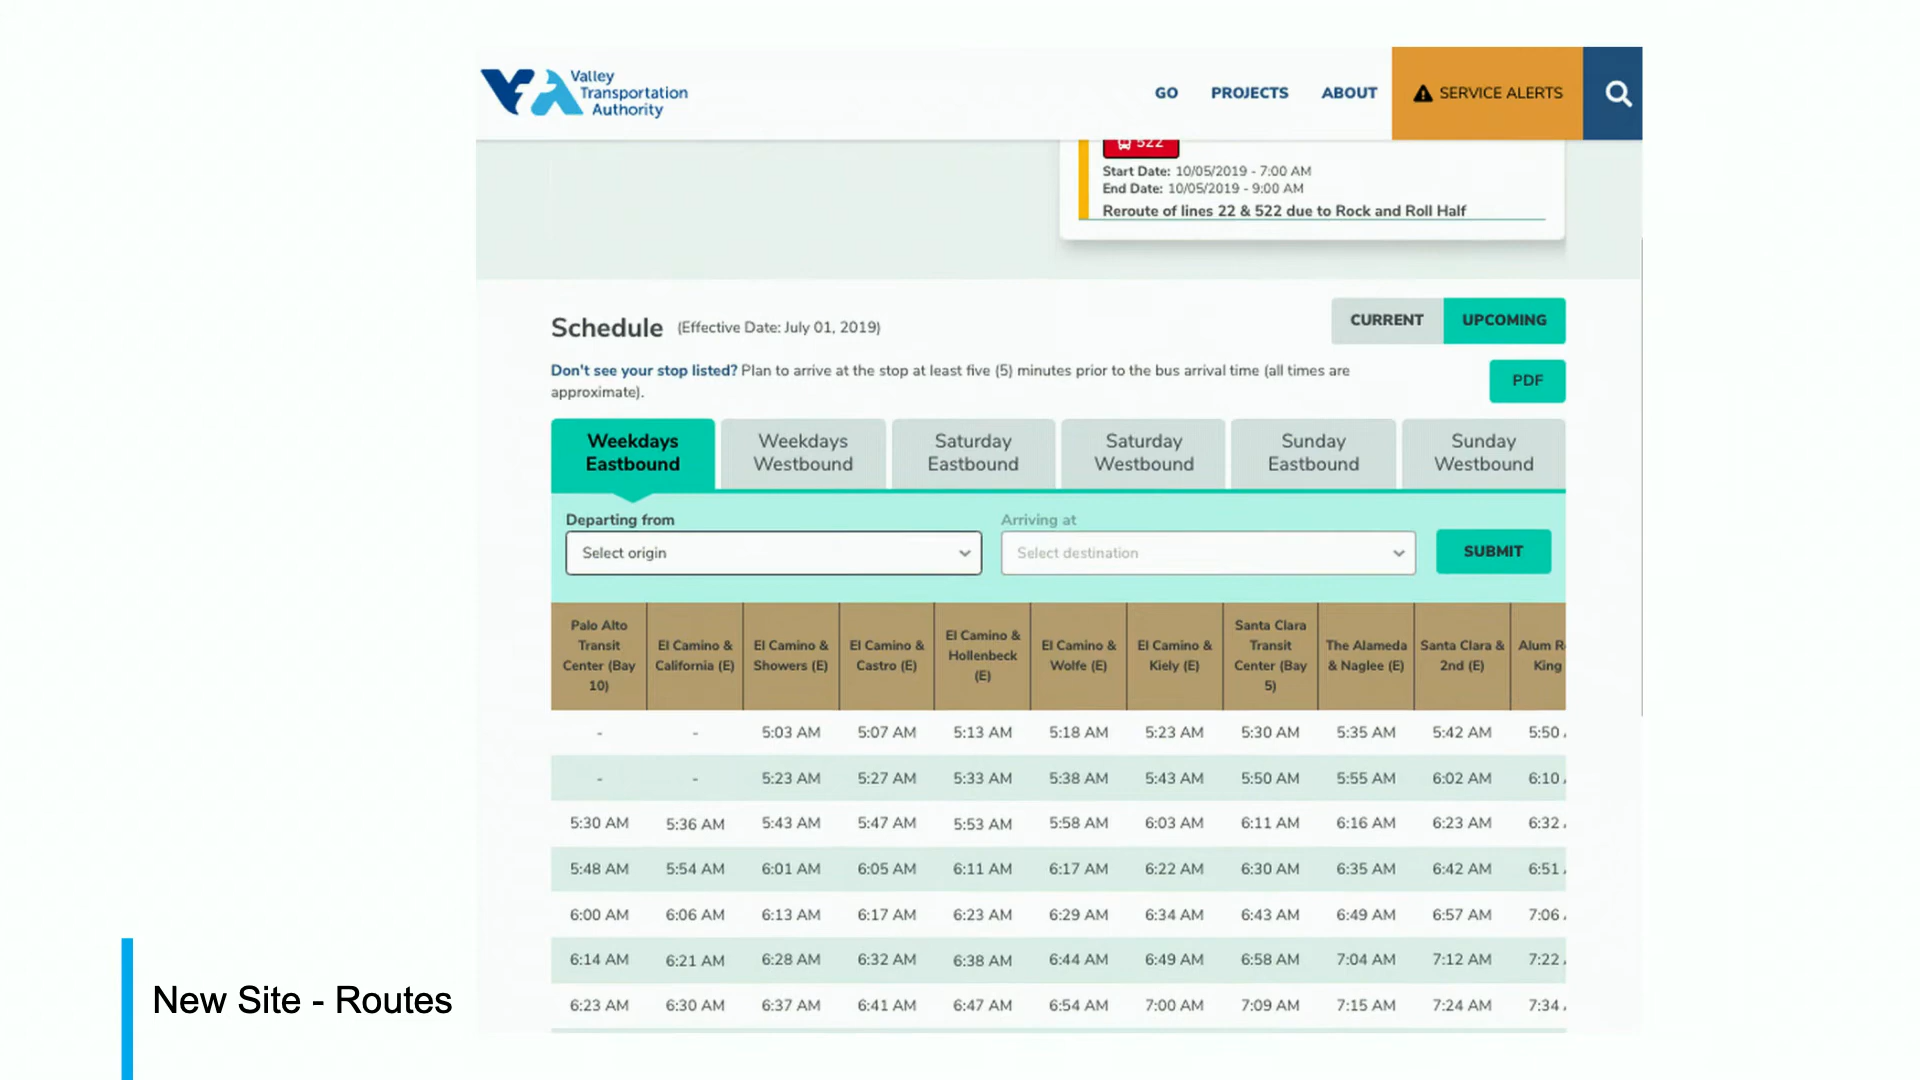 Valley
Transportation
Authority
GO PROJECTS ABOUT SERVICE ALERTS
522
Start Date: 10/05/2019 - 7:00 AM
End Date: 10/05/2019 - 9:00 AM
Reroute of lines 22 & 522 due to Rock and Roll Half
Schedule (Effective Date: July 01, 2019)
CURRENT UPCOMING
Don't see your stop listed? Plan to arrive at the stop at least five (5) minutes prior to the bus arrival time (all times are
approximate).
PDF
Weekdays Eastbound
Weekdays Westbound
Saturday Eastbound
Saturday Westbound
Sunday Eastbound
Sunday Westbound
Departing from
Select origin
Arriving at
Select destination
SUBMIT
Palo Alto Transit Center (Bay 10)
El Camino & California (E)
El Camino & Showers (E)
El Camino & Castro (E)
El Camino & Hollenbeck (E)
El Camino & Wolfe (E)
El Camino & Kiely (E)
Santa Clara Transit Center (Bay 5)
The Alameda & Naglee (E)
Santa Clara & 2nd (E)
Alum R
King
- - 5:03 AM 5:07 AM 5:13 AM 5:18 AM 5:23 AM 5:30 AM 5:35 AM 5:42 AM 5:50
- - 5:23 AM 5:27 AM 5:33 AM 5:38 AM 5:43 AM 5:50 AM 5:55 AM 6:02 AM 6:10
5:30 AM 5:36 AM 5:43 AM 5:47 AM 5:53 AM 5:58 AM 6:03 AM 6:11 AM 6:16 AM 6:23 AM 6:32
5:48 AM 5:54 AM 6:01 AM 6:05 AM 6:11 AM 6:17 AM 6:22 AM 6:30 AM 6:35 AM 6:42 AM 6:51
6:00 AM 6:06 AM 6:13 AM 6:17 AM 6:23 AM 6:29 AM 6:34 AM 6:43 AM 6:49 AM 6:57 AM 7:06
6:14 AM 6:21 AM 6:28 AM 6:32 AM 6:38 AM 6:44 AM 6:49 AM 6:58 AM 7:04 AM 7:12 AM 7:22
6:23 AM 6:30 AM 6:37 AM 6:41 AM 6:47 AM 6:54 AM 7:00 AM 7:09 AM 7:15 AM 7:24 AM 7:34
New Site - Routes